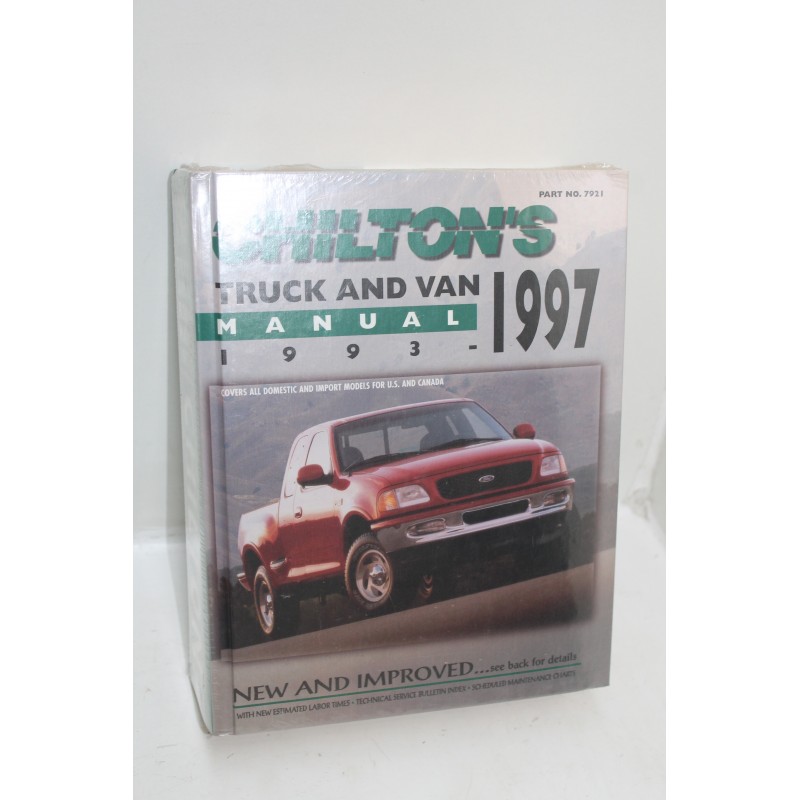 PART NO. 7921
CHILTON'S
TRUCK AND VAN
MANUAL
1993-1997
COVERS ALL DOMESTIC AND IMPORT MODELS FOR U.S. AND CANADA
Ford
NEW AND IMPROVED...see back for details
WITH NEW ESTIMATED LABOR TIMES • TECHNICAL SERVICE BULLETIN INDEX • SCHEDULED MAINTENANCE CHARTS